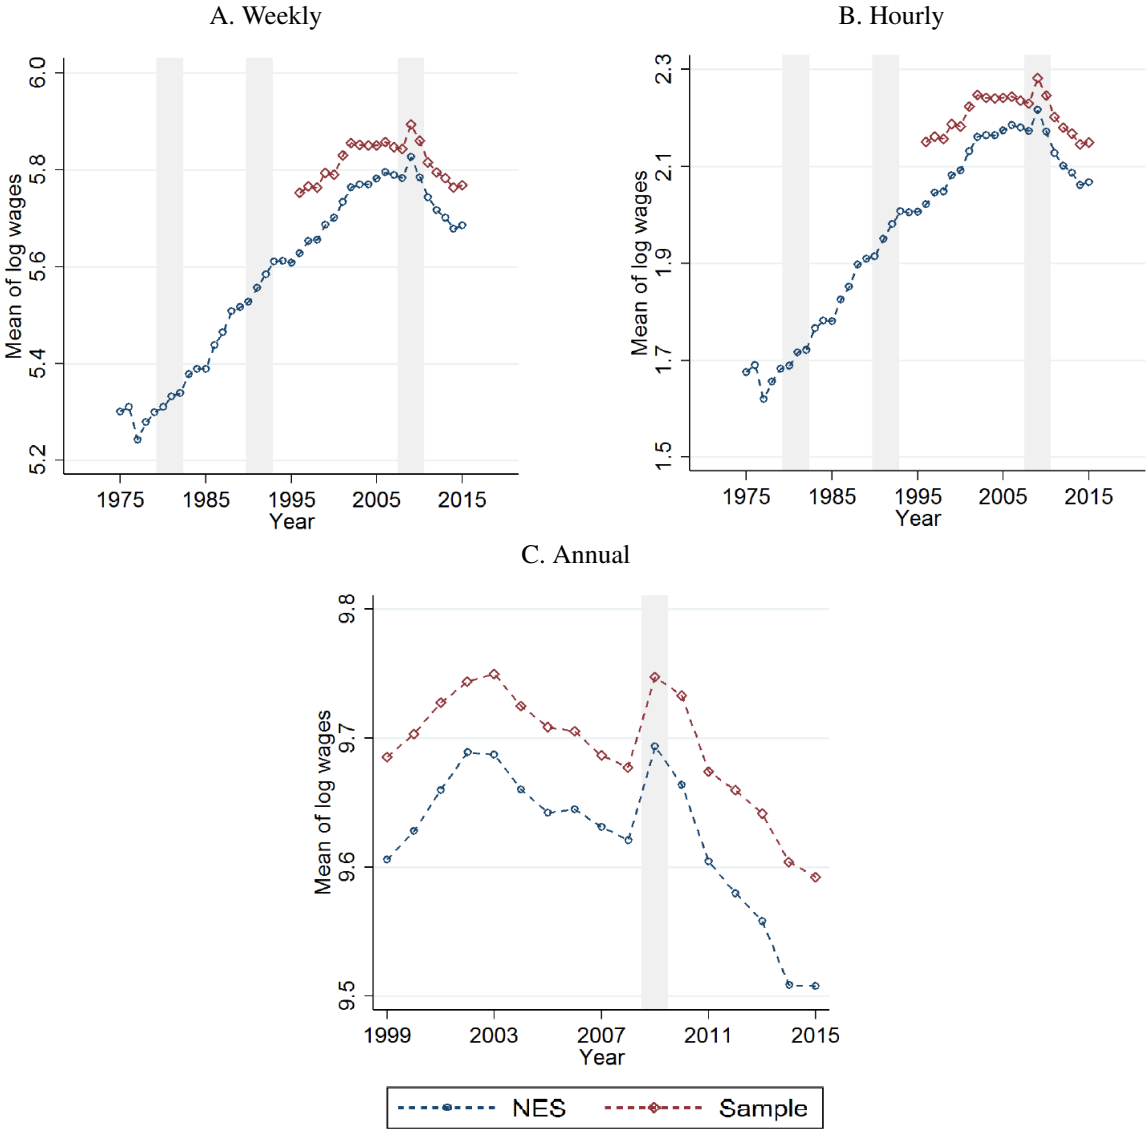 A. Weekly
B. Hourly
Mean of log wages
6.0
5.8
5.6
5.4
5.2
1975 1985 1995 2005 2015
Year
Mean of log wages
2.3
2.1
1.9
1.7
1.5
1975 1985 1995 2005 2015
Year
C. Annual
Mean of log wages
9.8
9.7
9.6
9.5
1999 2003 2007 2011 2015
Year
NES Sample